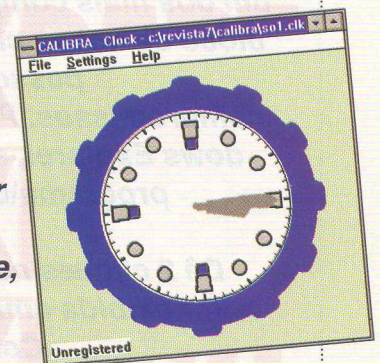 CALIBRA Clock - c:\revista7\calibra\so1.clk
File Settings Help
Unregistered